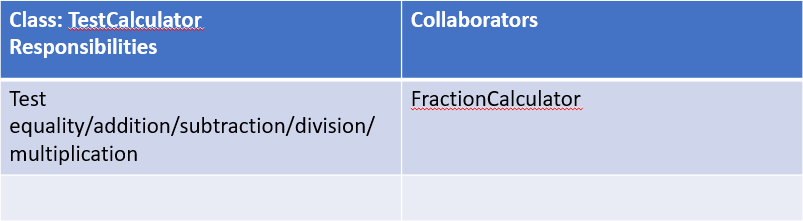 Class: TestCalculator
Responsibilities
Collaborators
Test
equality/addition/subtraction/division/
multiplication
FractionCalculator